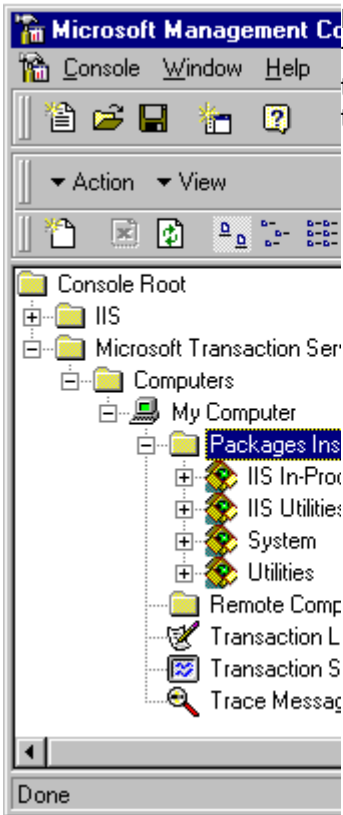 Microsoft Management Co
Console Window Help
Action View
Console Root
IIS
Microsoft Transaction Ser
Computers
My Computer
Packages Ins
IIS In-Proc
IIS Utilities
System
Utilities
Remote Comp
Transaction L
Transaction S
Trace Messag
Done